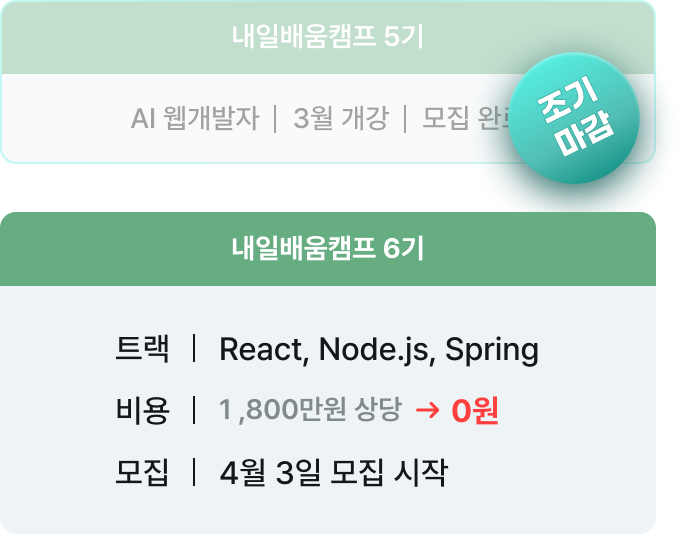 내일배움캠프 5기
AI 웹개발자 | 3월 개강 | 모집
조기
마감
내일배움캠프 6기
트랙 | React, Node.js, Spring
비용 | 1 ,800만원 상당 → 0원
모집 | 4월 3일 모집 시작